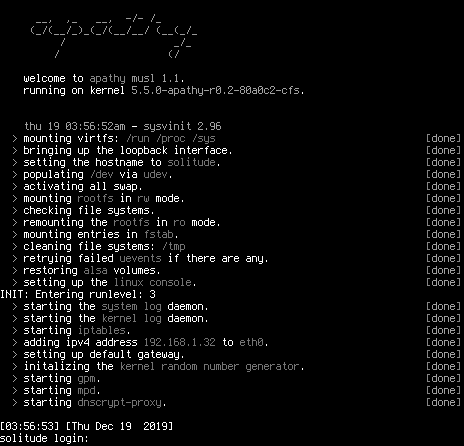 apathy
welcome to apathy musl 1.1.
running on kernel 5.5.0-apathy-r0.2-80a0c2-cfs.
thu 19 03:56:52am - sysvinit 2.96
> mounting virtfs: /run /proc /sys [done]
> bringing up the loopback interface. [done]
> setting the hostname to solitude. [done]
> populating /dev via udev. [done]
> activating all swap. [done]
> mounting rootfs in rw mode. [done]
> checking file systems. [done]
> remounting the rootfs in ro mode. [done]
> mounting entries in fstab. [done]
> cleaning file systems: /tmp [done]
> retrying failed uevents if there are any. [done]
> restoring alsa volumes. [done]
> setting up the linux console. [done]
INIT: Entering runlevel: 3
> starting the system log daemon. [done]
> starting the kernel log daemon. [done]
> starting iptables. [done]
> adding ipv4 address 192.168.1.32 to eth0. [done]
> setting up default gateway. [done]
> initalizing the kernel random number generator. [done]
> starting gpm. [done]
> starting mpd. [done]
> starting dnscrypt-proxy. [done]
[03:56:53] [Thu Dec 19  2019]
solitude login: